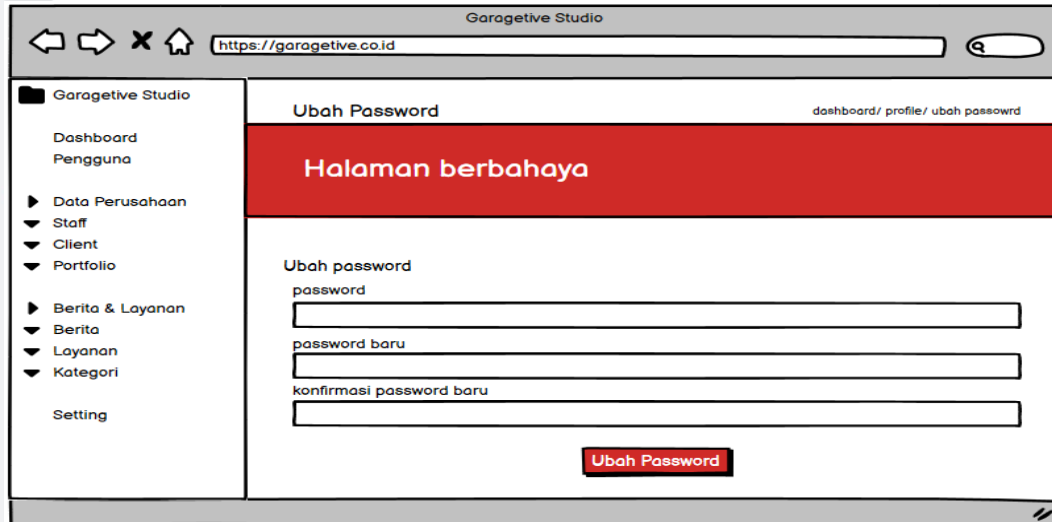 Garagetive Studio
https://garagetive.co.id
Garagetive Studio
Dashboard
Pengguna
Data Perusahaan
Staff
Client
Portfolio
Berita & Layanan
Berita
Layanan
Kategori
Setting
Ubah Password
dashboard/ profile/ ubah passowrd
Halaman berbahaya
Ubah password
password
password baru
konfirmasi password baru
Ubah Password